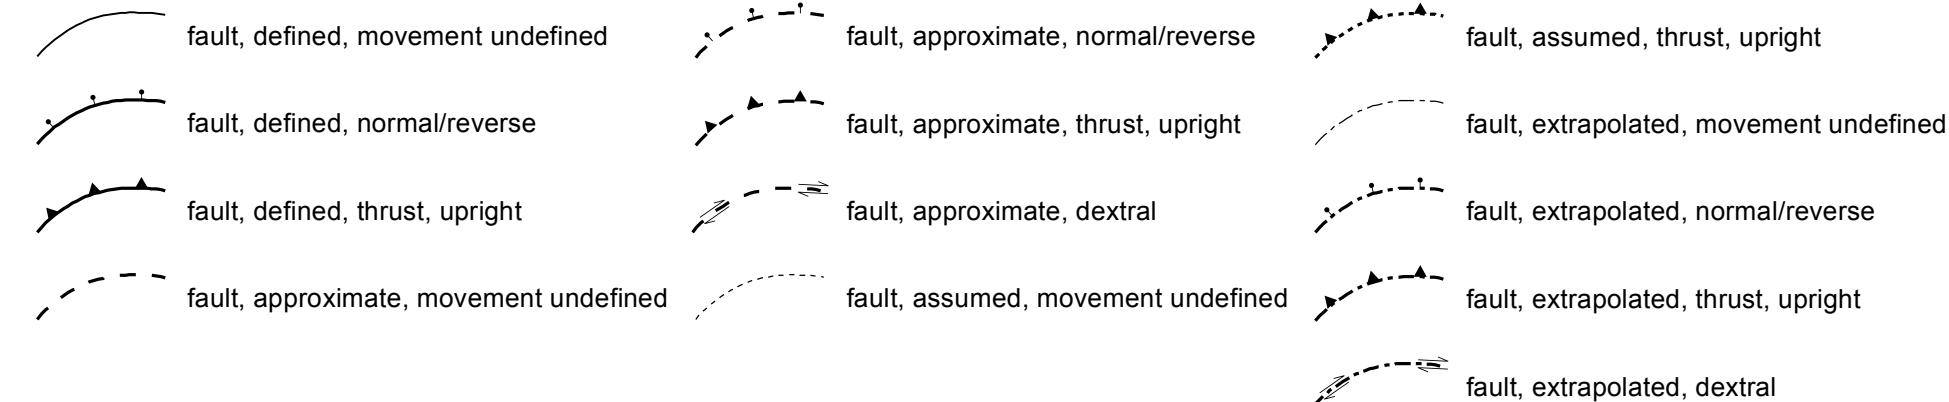 fault, defined, movement undefined
fault, defined, normal/reverse
fault, defined, thrust, upright
fault, approximate, movement undefined
fault, approximate, normal/reverse
fault, approximate, thrust, upright
fault, approximate, dextral
fault, assumed, movement undefined
fault, assumed, thrust, upright
fault, extrapolated, movement undefined
fault, extrapolated, normal/reverse
fault, extrapolated, thrust, upright
fault, extrapolated, dextral